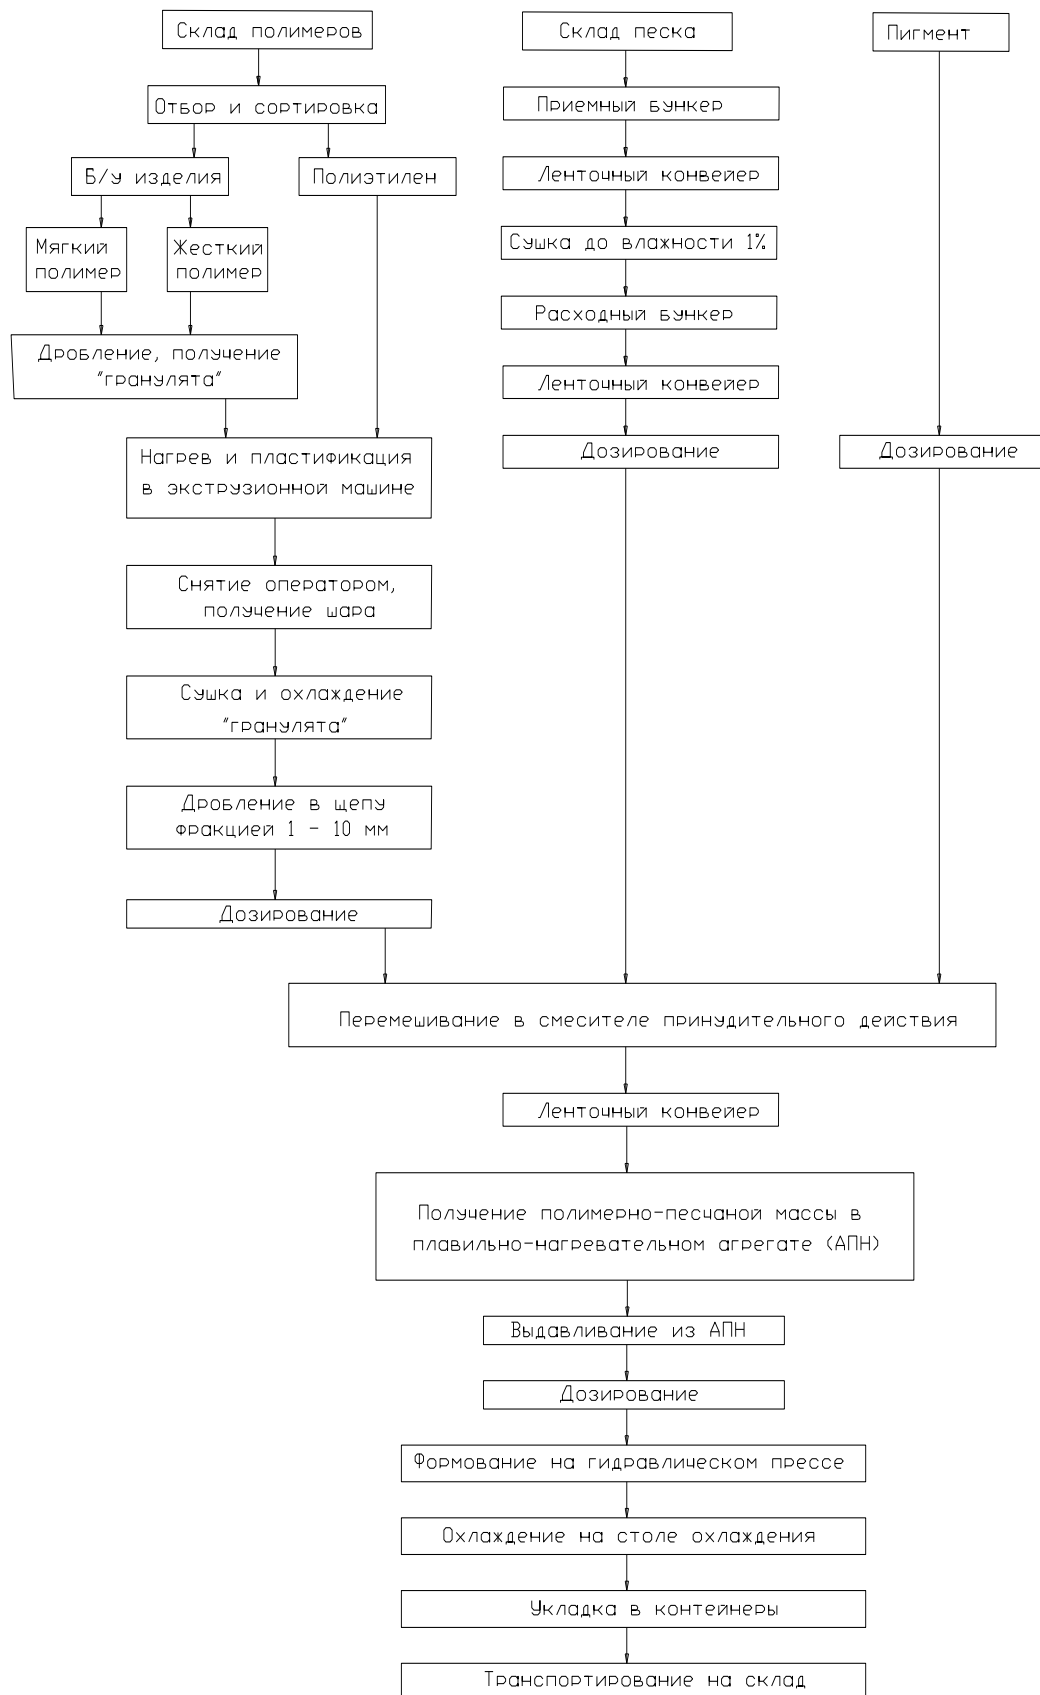 Склад полимеров
Склад песка
Пигмент
Отбор и сортировка
Приемный бункер
Б/у изделия
Полиэтилен
Ленточный конвейер
Мягкий
полимер
Жесткий
полимер
Сушка до влажности 1%
Расходный бункер
Дробление, получение
"гранулята"
Ленточный конвейер
Нагрев и пластификация
в экструзионной машине
Дозирование
Дозирование
Снятие оператором,
получение шара
Сушка и охлаждение
"гранулята"
Дробление в щепу
фракцией 1 - 10 мм
Дозирование
Перемешивание в смесителе принудительного действия
Ленточный конвейер
Получение полимерно-песчаной массы в
плавильно-нагревательном агрегате (АПН)
Выдавливание из АПН
Дозирование
Формование на гидравлическом прессе
Охлаждение на столе охлаждения
Укладка в контейнеры
Транспортирование на склад